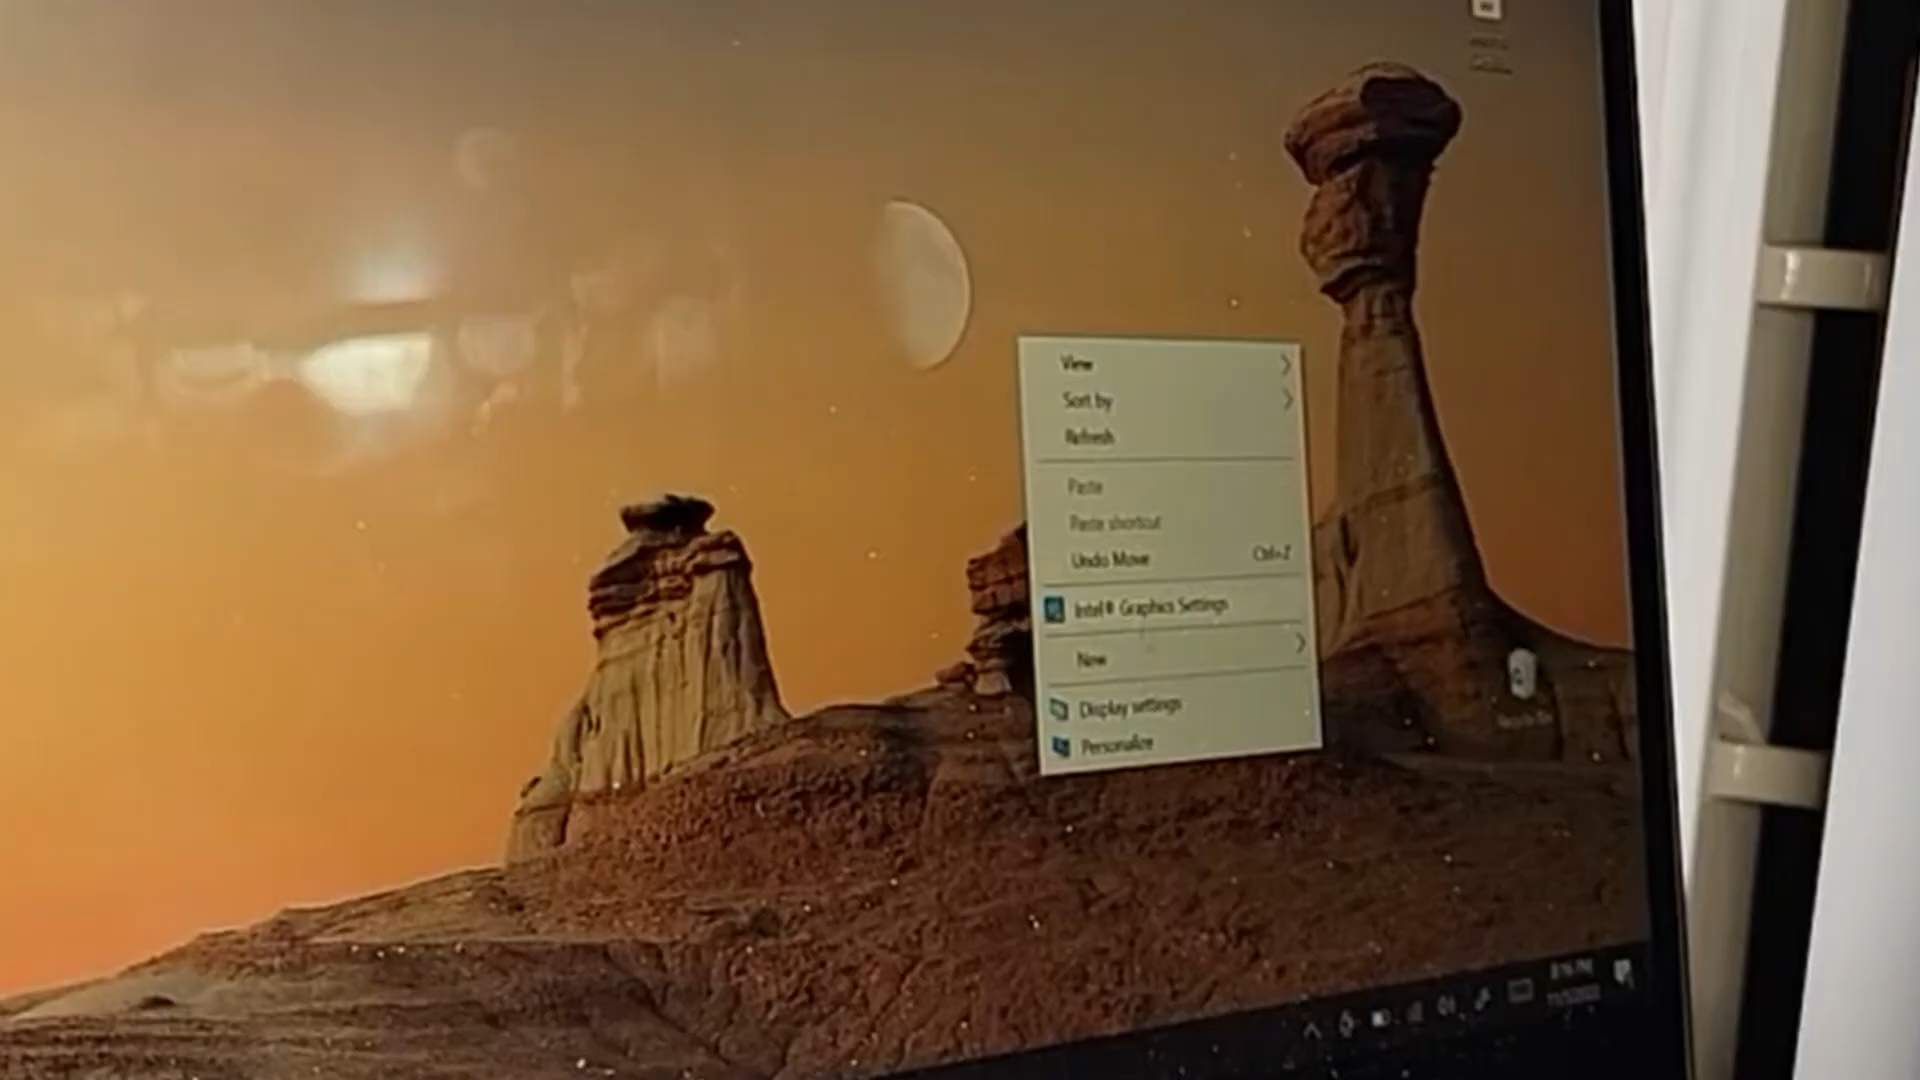 View
Sort by
Refresh
Paste
Paste shortcut
Undo Move Ctrl+Z
Intel® Graphics Settings
New
Display settings
Personalize